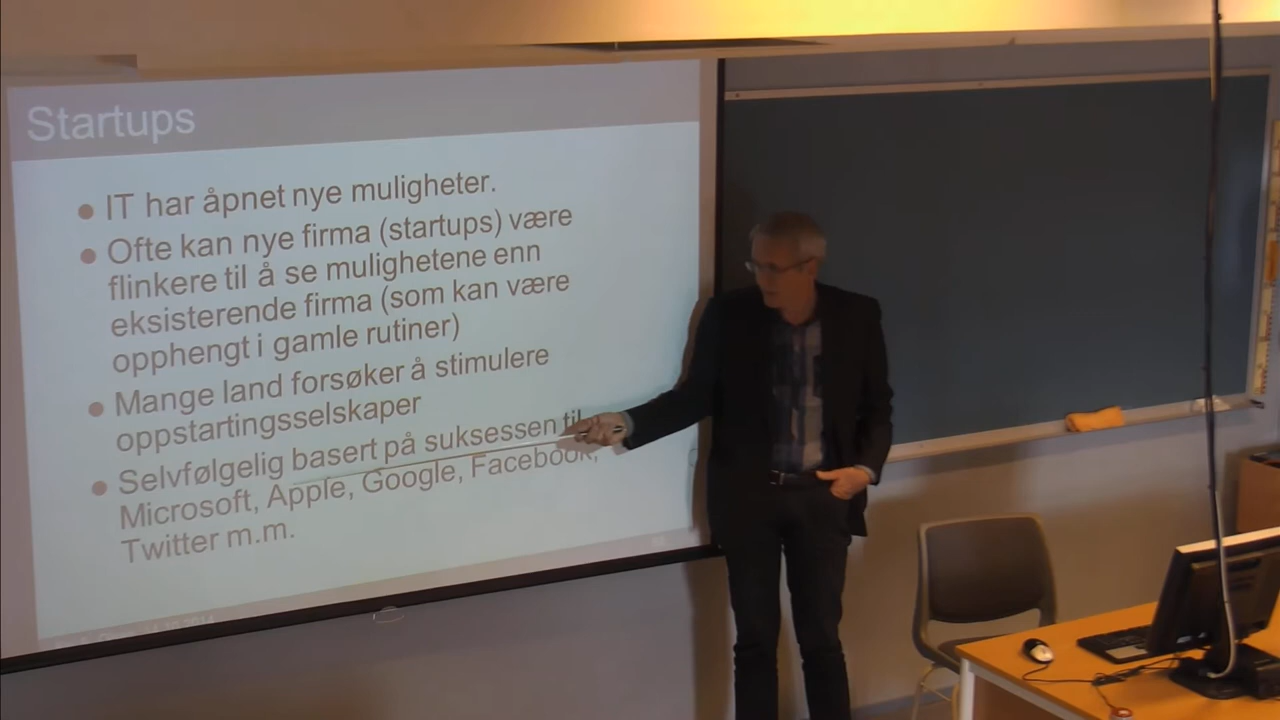 Startups
IT har åpnet nye muligheter.
Ofte kan nye firma (startups) være
flinkere til å se mulighetene enn
eksisterende firma (som kan være
opphengt i gamle rutiner)
Mange land forsøker å stimulere
oppstartingsselskaper
Selvfølgelig basert på suksessen til
Microsoft, Apple, Google, Facebook,
Twitter m.m.